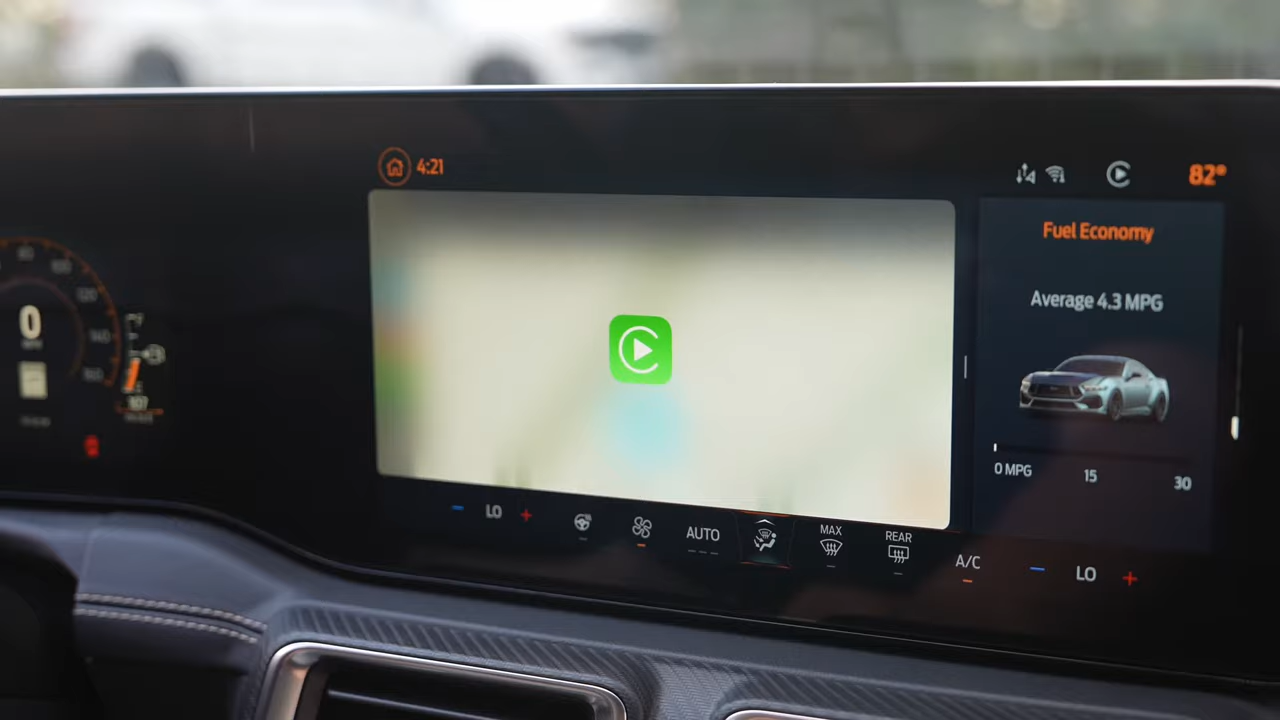 4:21
82°
Fuel Economy
Average 4.3 MPG
0 MPG 15 30
0
107
LO
AUTO
MAX
REAR
A/C
LO